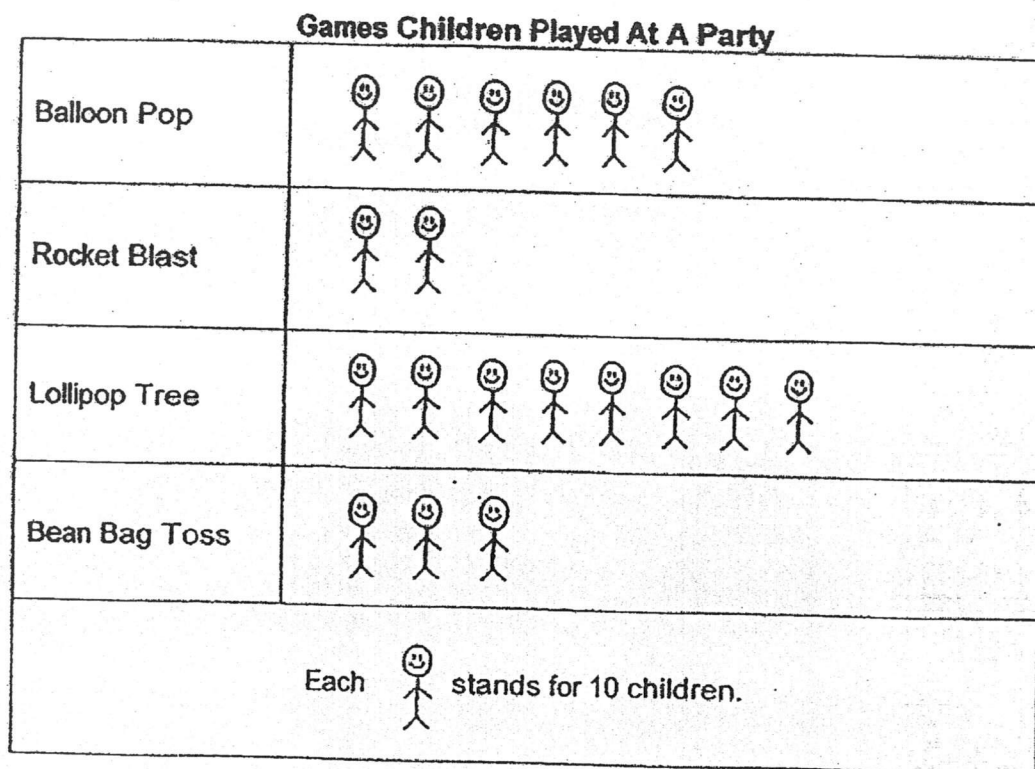 Games Children Played At A Party
Balloon Pop
Rocket Blast
Lollipop Tree
Bean Bag Toss
Each stands for 10 children.